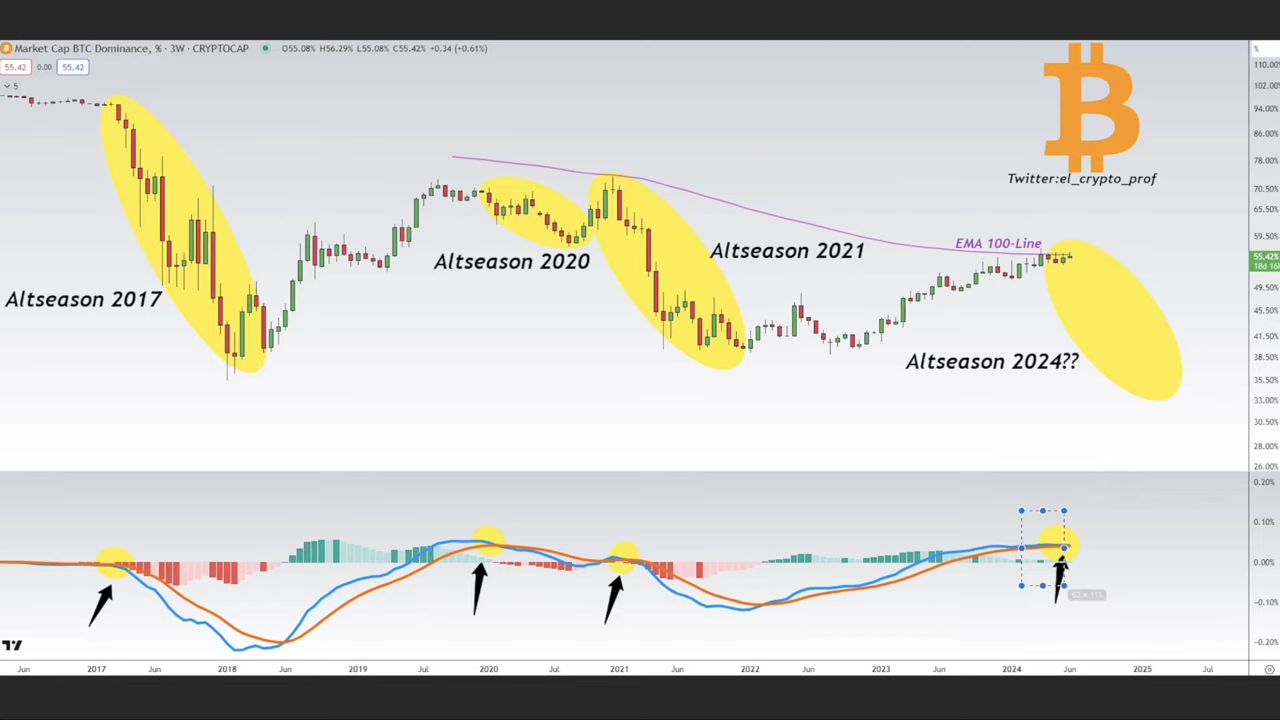 Market Cap BTC Dominance, % · 3W · CRYPTOCAP O55.08% H56.29% L55.08% C55.42% +0.34 (+0.61%)
55.42 0.00 55.42
5
%
110.00%
102.00%
94.00%
86.00%
78.00%
70.50%
65.50%
59.50%
55.42%
18d 16h
49.50%
45.50%
41.50%
38.50%
35.50%
33.00%
30.50%
28.00%
26.00%
Twitter:el_crypto_prof
EMA 100-Line
Altseason 2021
Altseason 2020
Altseason 2017
Altseason 2024??
0.20%
0.10%
0.00%
-0.10%
-0.20%
Jun 2017 Jun 2018 Jun 2019 Jul 2020 Jul 2021 Jun 2022 Jun 2023 Jun 2024 Jun 2025 Jul